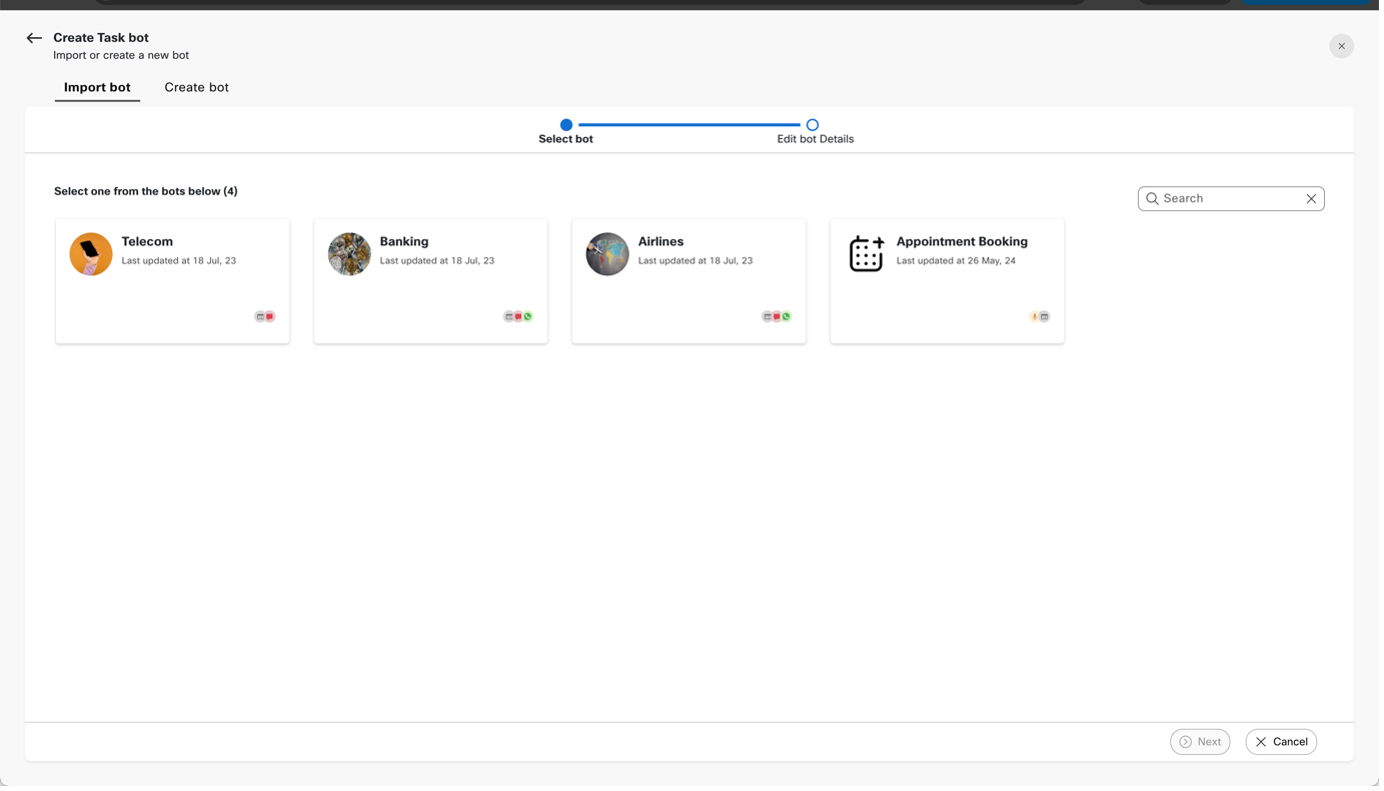 Create Task bot
Import or create a new bot
Import bot
Create bot
Select bot
Edit bot Details
Select one from the bots below (4)
Search
Telecom
Last updated at 18 Jul, 23
Banking
Last updated at 18 Jul, 23
Airlines
Last updated at 18 Jul, 23
Appointment Booking
Last updated at 26 May, 24
Next
Cancel